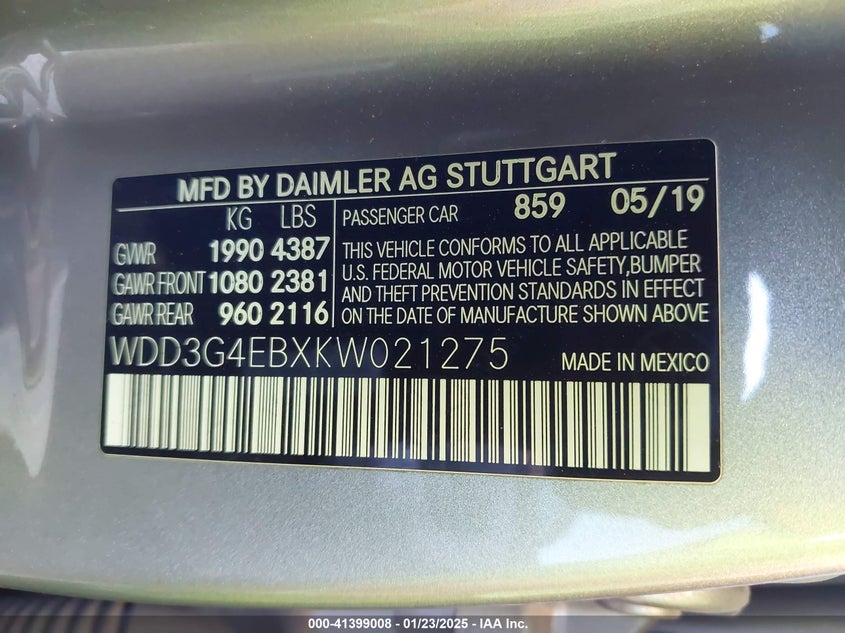 MFD BY DAIMLER AG STUTTGART
KG LBS PASSENGER CAR 859 05/19
GVWR 1990 4387 THIS VEHICLE CONFORMS TO ALL APPLICABLE
GAWR FRONT 1080 2381 U.S. FEDERAL MOTOR VEHICLE SAFETY,BUMPER
AND THEFT PREVENTION STANDARDS IN EFFECT
GAWR REAR 960 2116 ON THE DATE OF MANUFACTURE SHOWN ABOVE
WDD3G4EBXKW021275 MADE IN MEXICO
000-41399008 - 01/23/2025 - IAA Inc.